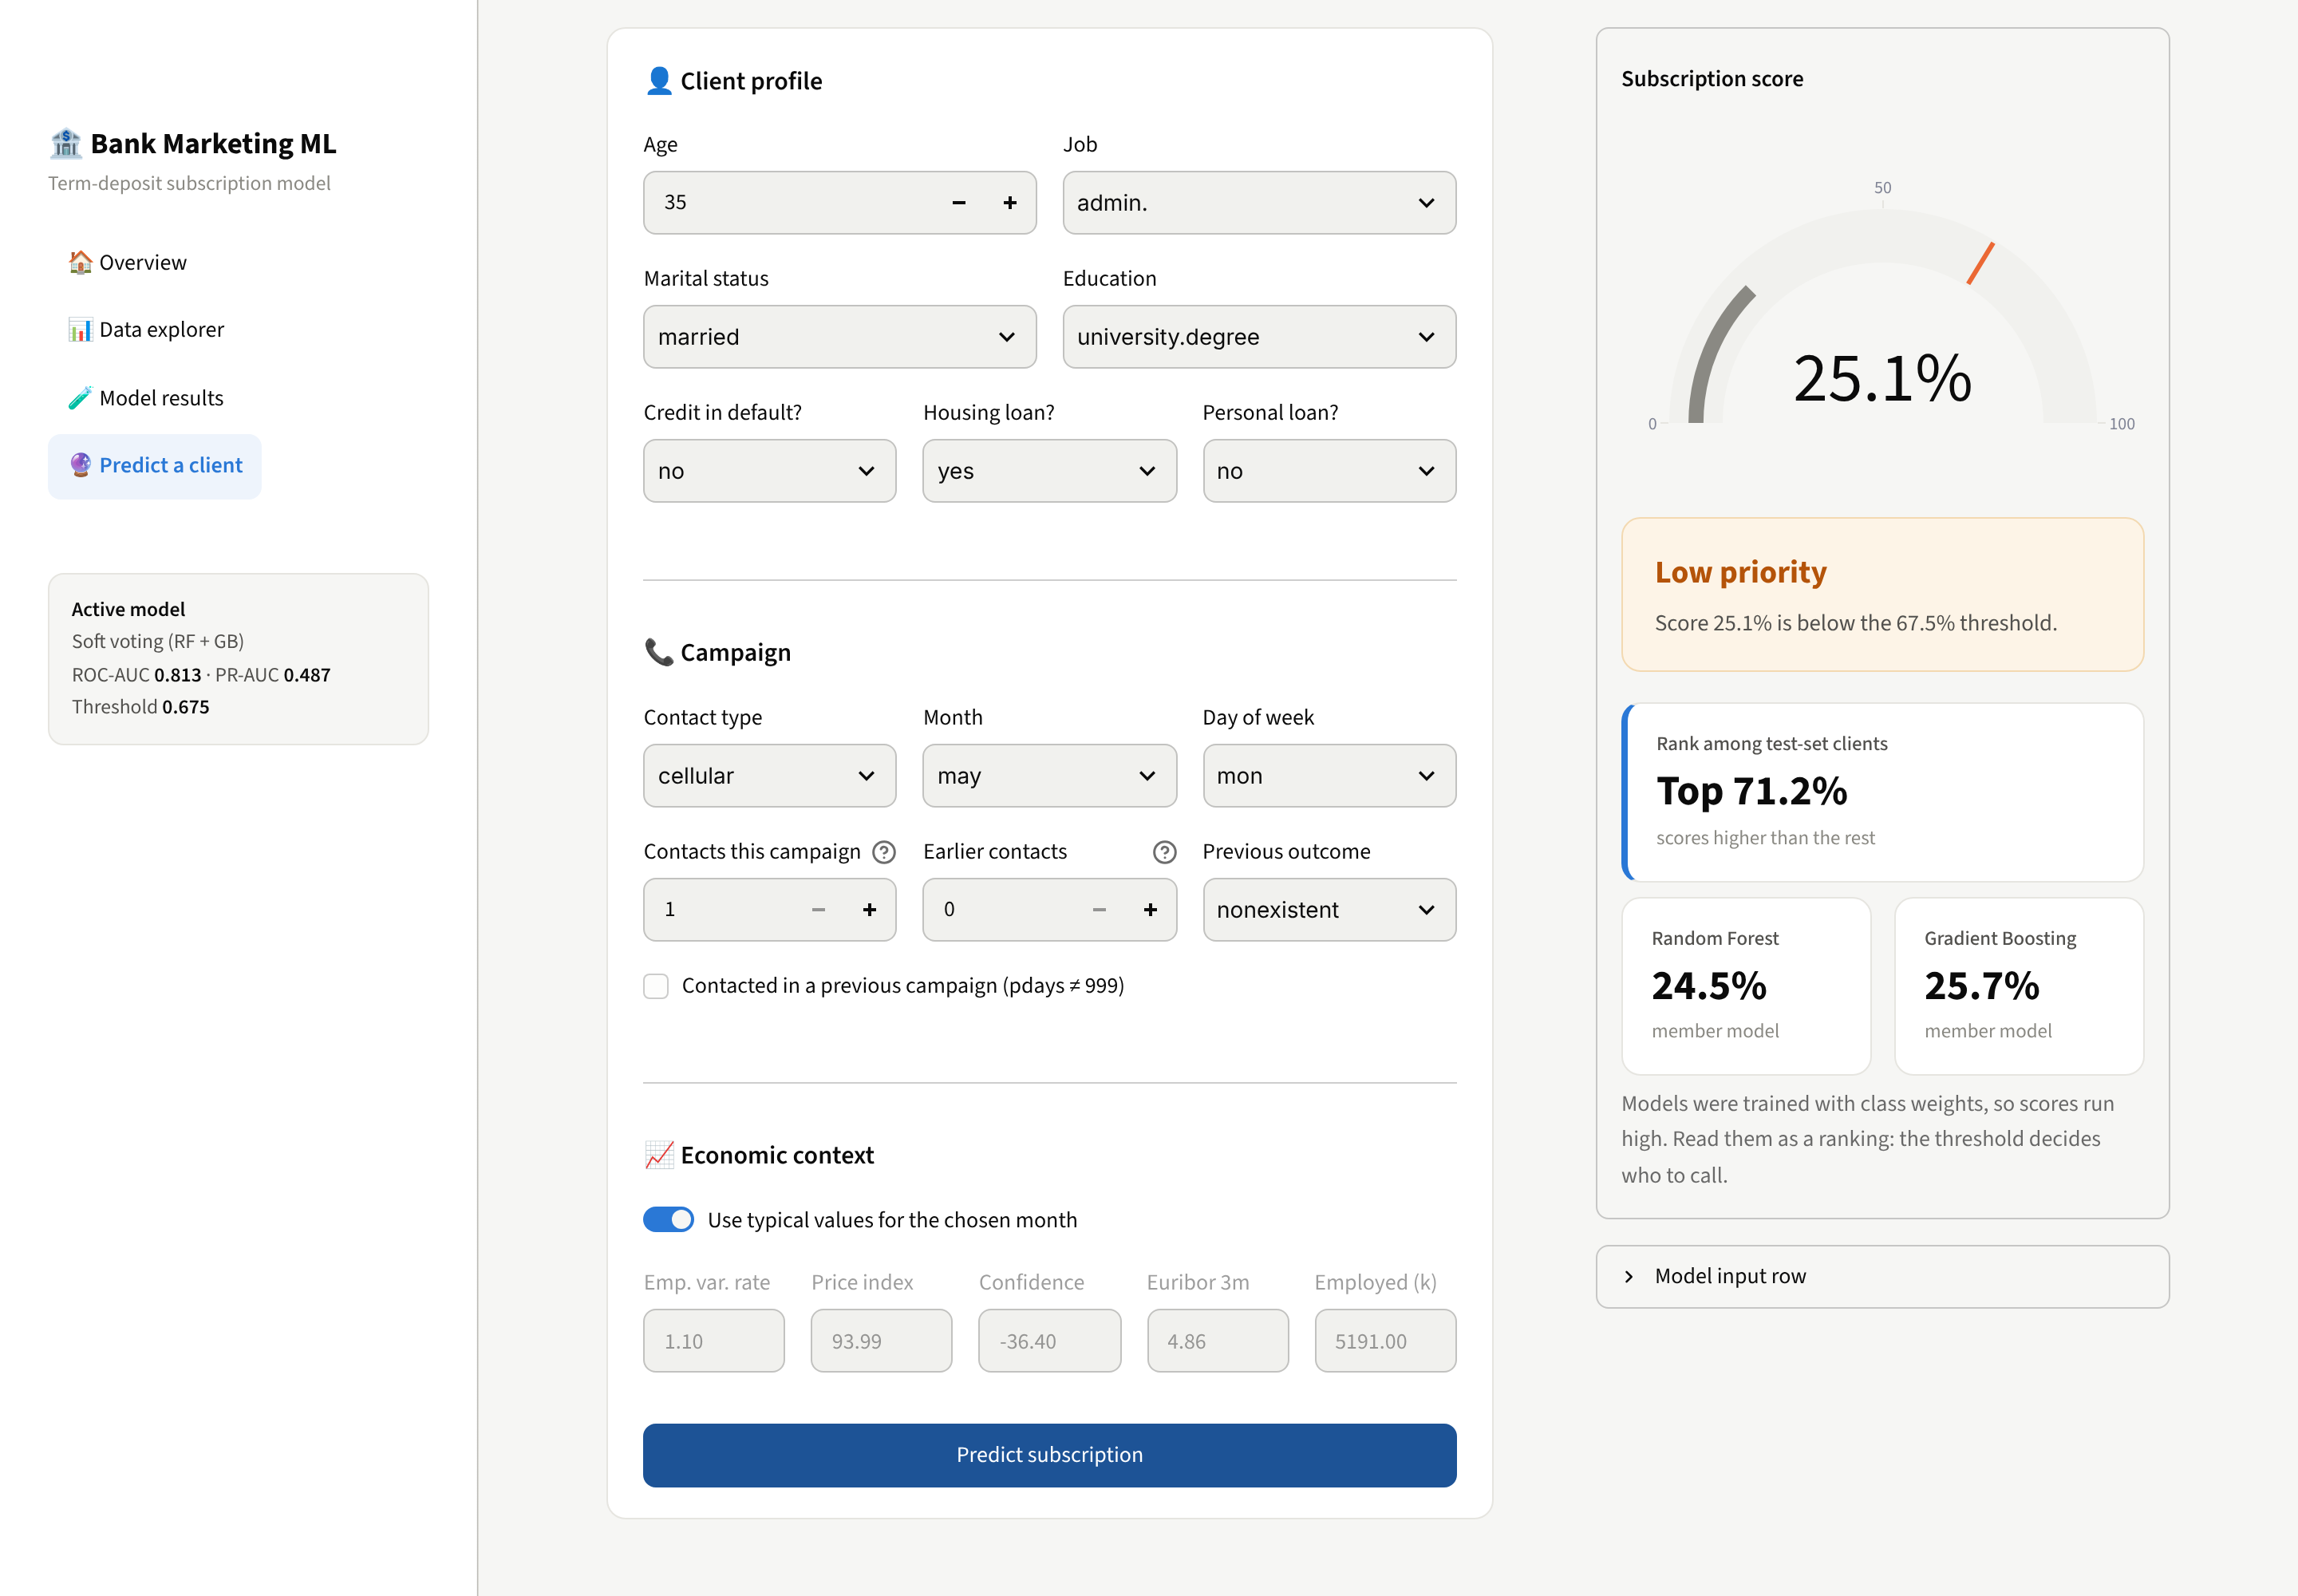 🏦 Bank Marketing ML
Term-deposit subscription model
🏠 Overview
📊 Data explorer
🧪 Model results
🔮 Predict a client
Active model
Soft voting (RF + GB)
ROC-AUC 0.813 · PR-AUC 0.487
Threshold 0.675
👤 Client profile
Age
Job
35
admin.
Marital status
Education
married
university.degree
Credit in default?
Housing loan?
Personal loan?
no
yes
no
📞 Campaign
Contact type
Month
Day of week
cellular
may
mon
Contacts this campaign
Earlier contacts
Previous outcome
1
0
nonexistent
Contacted in a previous campaign (pdays ≠ 999)
📈 Economic context
Use typical values for the chosen month
Emp. var. rate
Price index
Confidence
Euribor 3m
Employed (k)
1.10
93.99
-36.40
4.86
5191.00
Predict subscription
Subscription score
50
25.1%
0
100
Low priority
Score 25.1% is below the 67.5% threshold.
Rank among test-set clients
Top 71.2%
scores higher than the rest
Random Forest
24.5%
member model
Gradient Boosting
25.7%
member model
Models were trained with class weights, so scores run
high. Read them as a ranking: the threshold decides
who to call.
Model input row